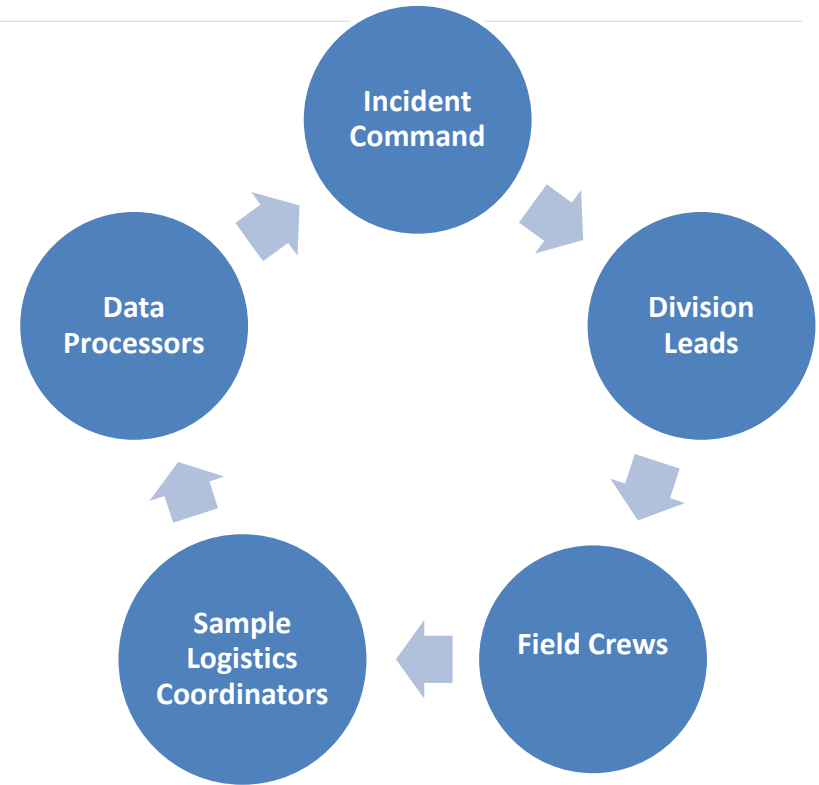 Incident
Command
Division
Leads
Field Crews
Sample
Logistics
Coordinators
Data
Processors